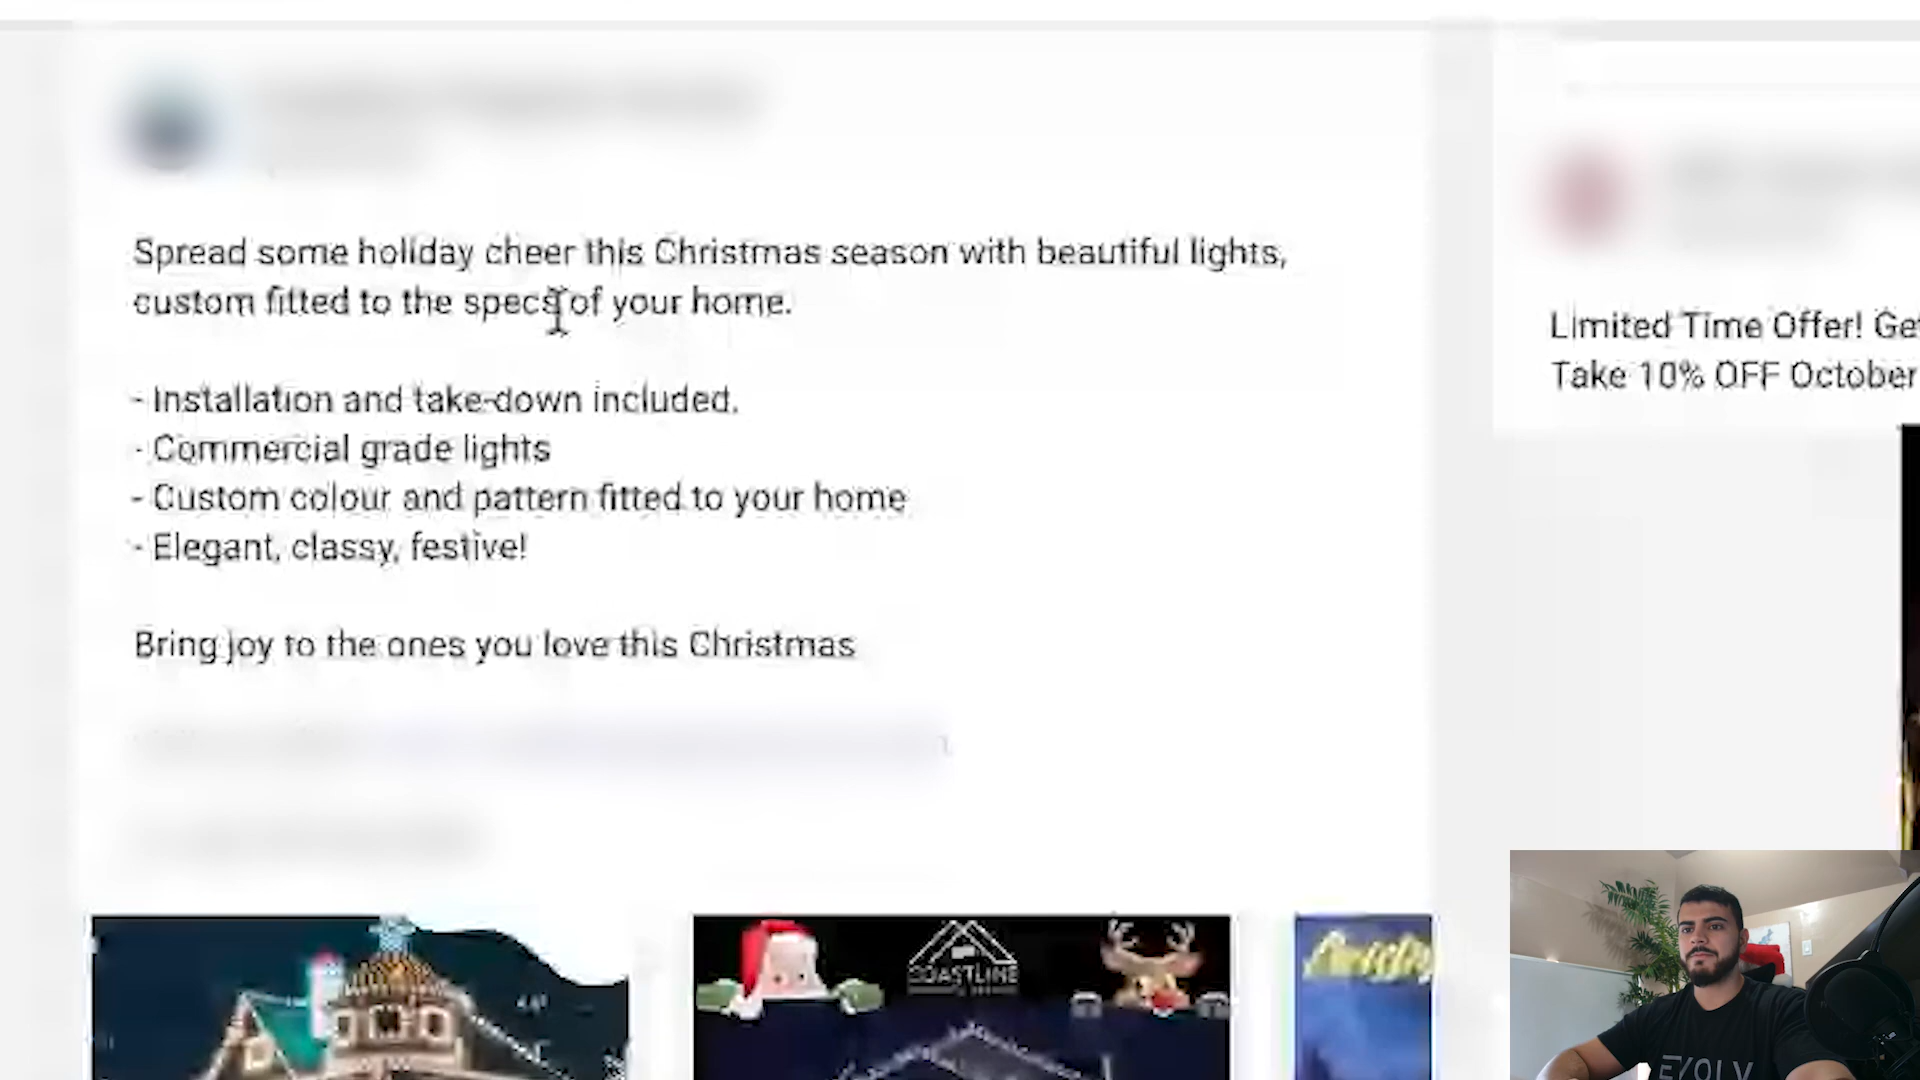 Spread some holiday cheer this Christmas season with beautiful lights,
custom fitted to the specs of your home.
- Installation and take-down included.
- Commercial grade lights
- Custom colour and pattern fitted to your home
- Elegant, classy, festive!
Bring joy to the ones you love this Christmas
Limited Time Offer! Get
Take 10% OFF October
COASTLINE
EVOLV